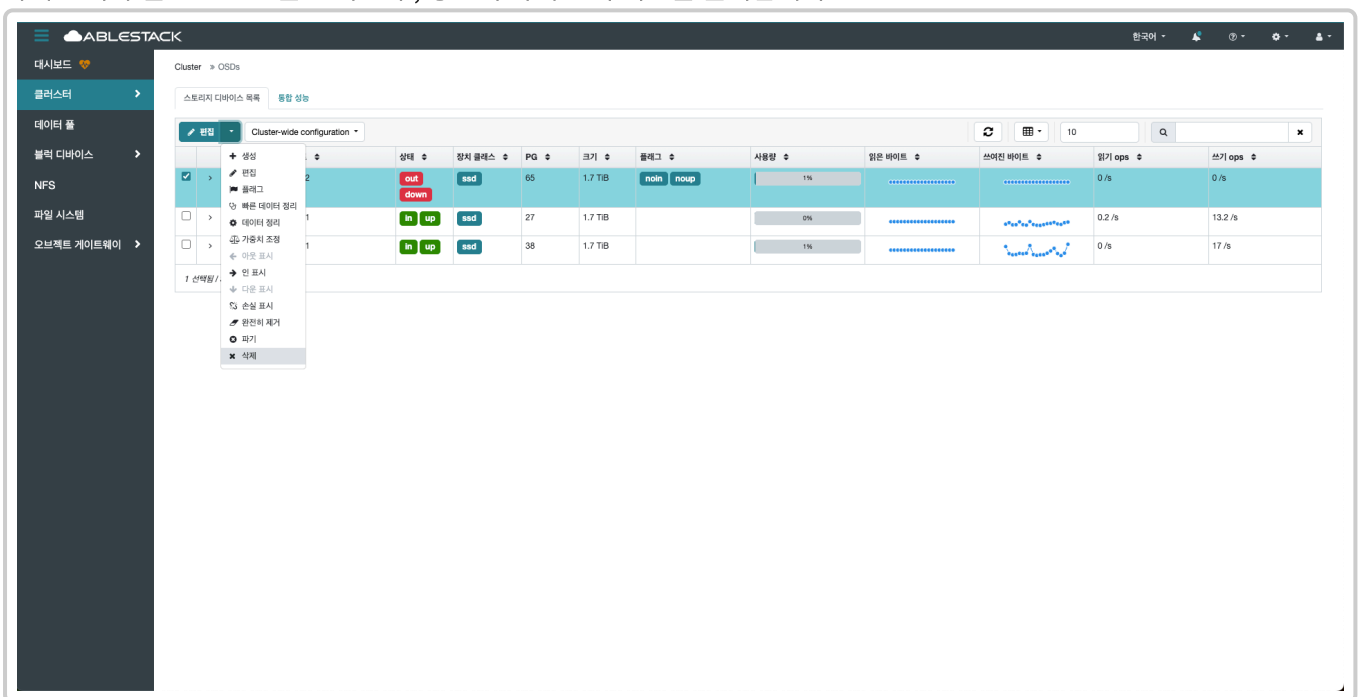 ABLESTACK
한국어
대시보드
클러스터
데이터 풀
블럭 디바이스
NFS
파일 시스템
오브젝트 게이트웨이
Cluster » OSDs
스토리지 디바이스 목록 통합 성능
편집 Cluster-wide configuration 10
상태 장치 클래스 PG 크기 플래그 사용량 읽은 바이트 쓰여진 바이트 읽기 ops 쓰기 ops
2 out down ssd 65 1.7 TiB noin noup 1% 0 /s 0 /s
1 in up ssd 27 1.7 TiB 0% 0.2 /s 13.2 /s
1 in up ssd 38 1.7 TiB 1% 0 /s 17 /s
1 선택됨 /
생성
편집
플래그
빠른 데이터 정리
데이터 정리
가중치 조정
아웃 표시
인 표시
다운 표시
손실 표시
완전히 제거
파기
삭제